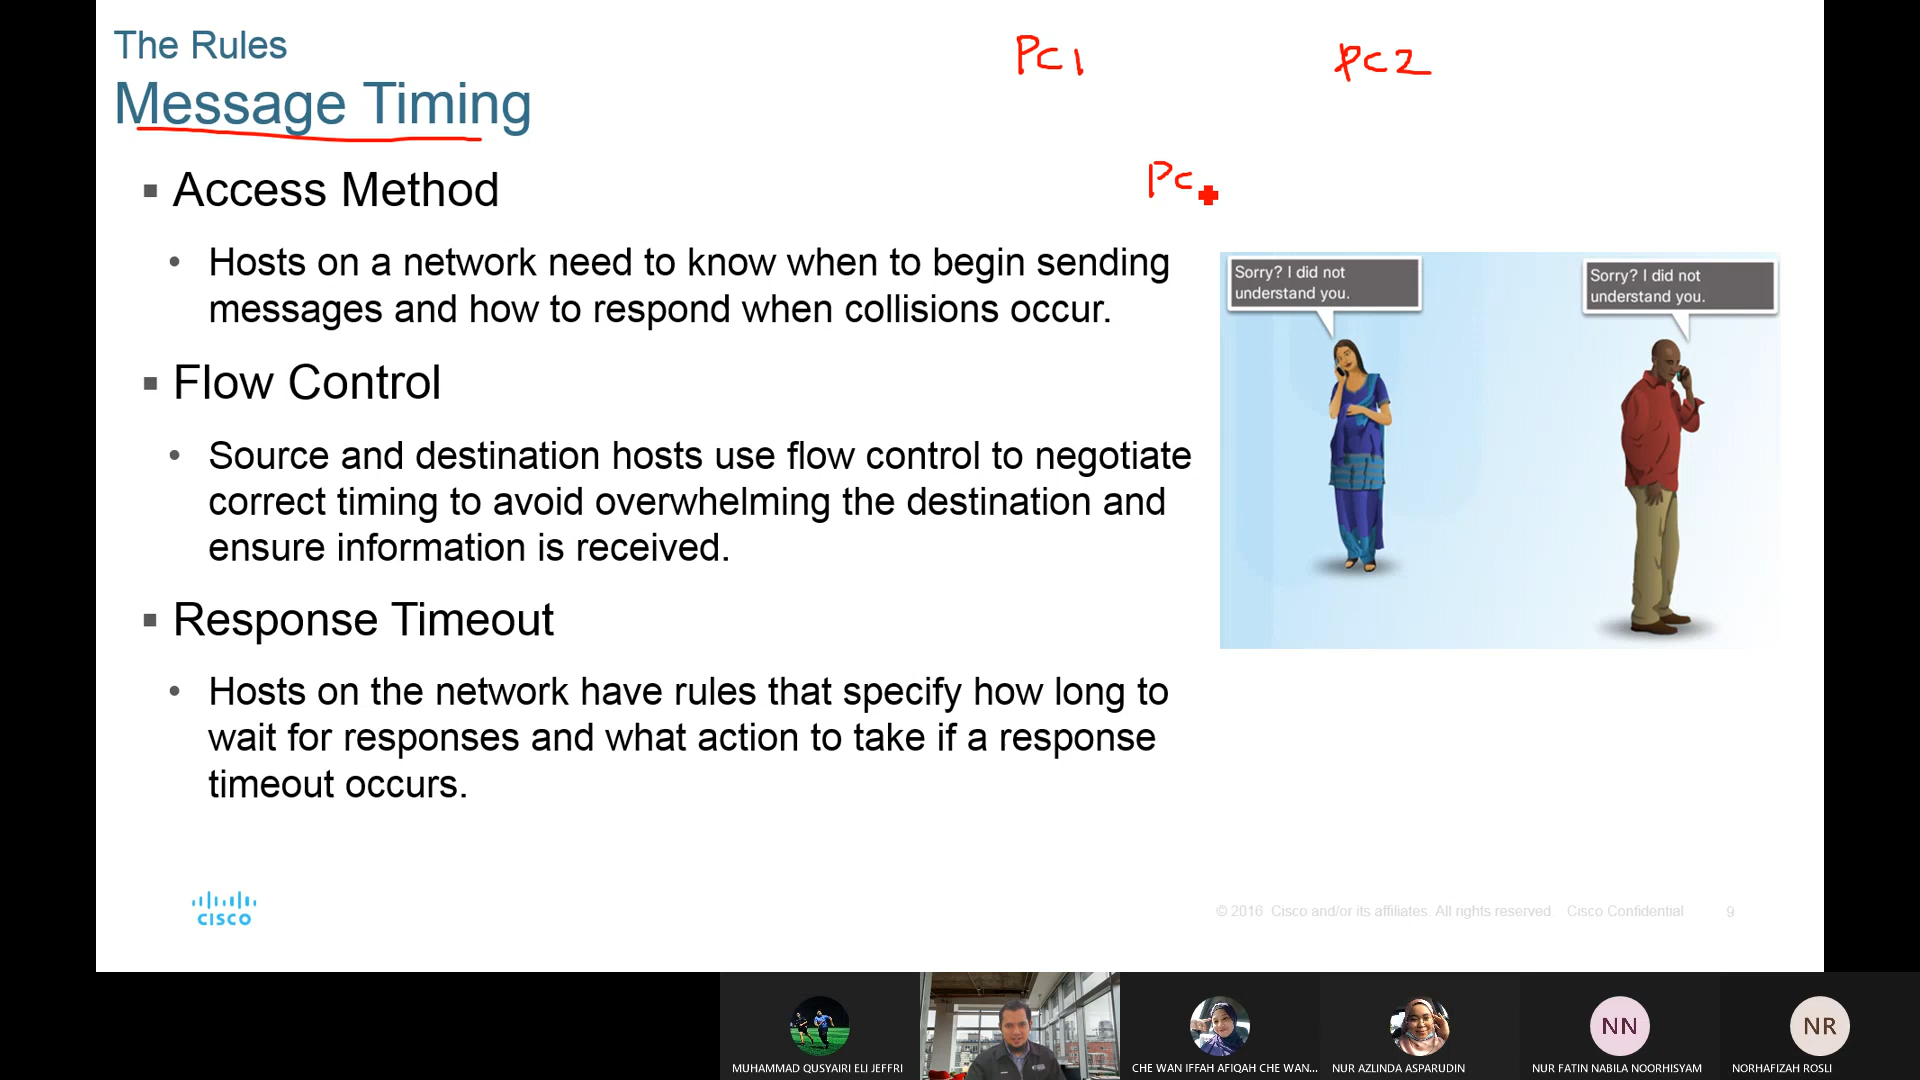 The Rules
Message Timing
PC1
PC2
PC
▪ Access Method
• Hosts on a network need to know when to begin sending
messages and how to respond when collisions occur.
▪ Flow Control
• Source and destination hosts use flow control to negotiate
correct timing to avoid overwhelming the destination and
ensure information is received.
▪ Response Timeout
• Hosts on the network have rules that specify how long to
wait for responses and what action to take if a response
timeout occurs.
Sorry? I did not
understand you.
Sorry? I did not
understand you.
CISCO
© 2016 Cisco and/or its affiliates. All rights reserved. Cisco Confidential
9
NN
NR
MUHAMMAD QUSYAIRI ELI JEFFRI
CHE WAN IFFAH AFIQAH CHE WAN...
NUR AZLINDA ASPARUDIN
NUR FATIN NABILA NOORHISYAM
NORHAFIZAH ROSLI